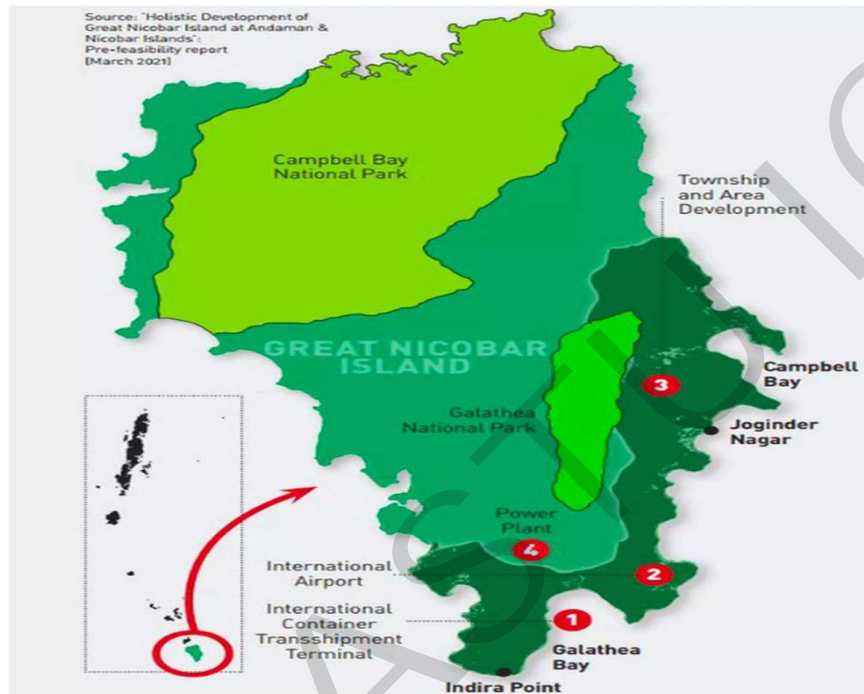 Source: "Holistic Development of
Great Nicobar Island at Andaman &
Nicobar Islands":
Pre-feasibility report
(March 2021)
Campbell Bay
National Park
Township
and Area
Development
GREAT NICOBAR
ISLAND
Campbell
Bay
3
Galathea
National Park
Joginder
Nagar
Power
Plant
4
International
Airport
2
International
Container
Transshipment
Terminal
1
Galathea
Bay
Indira Point